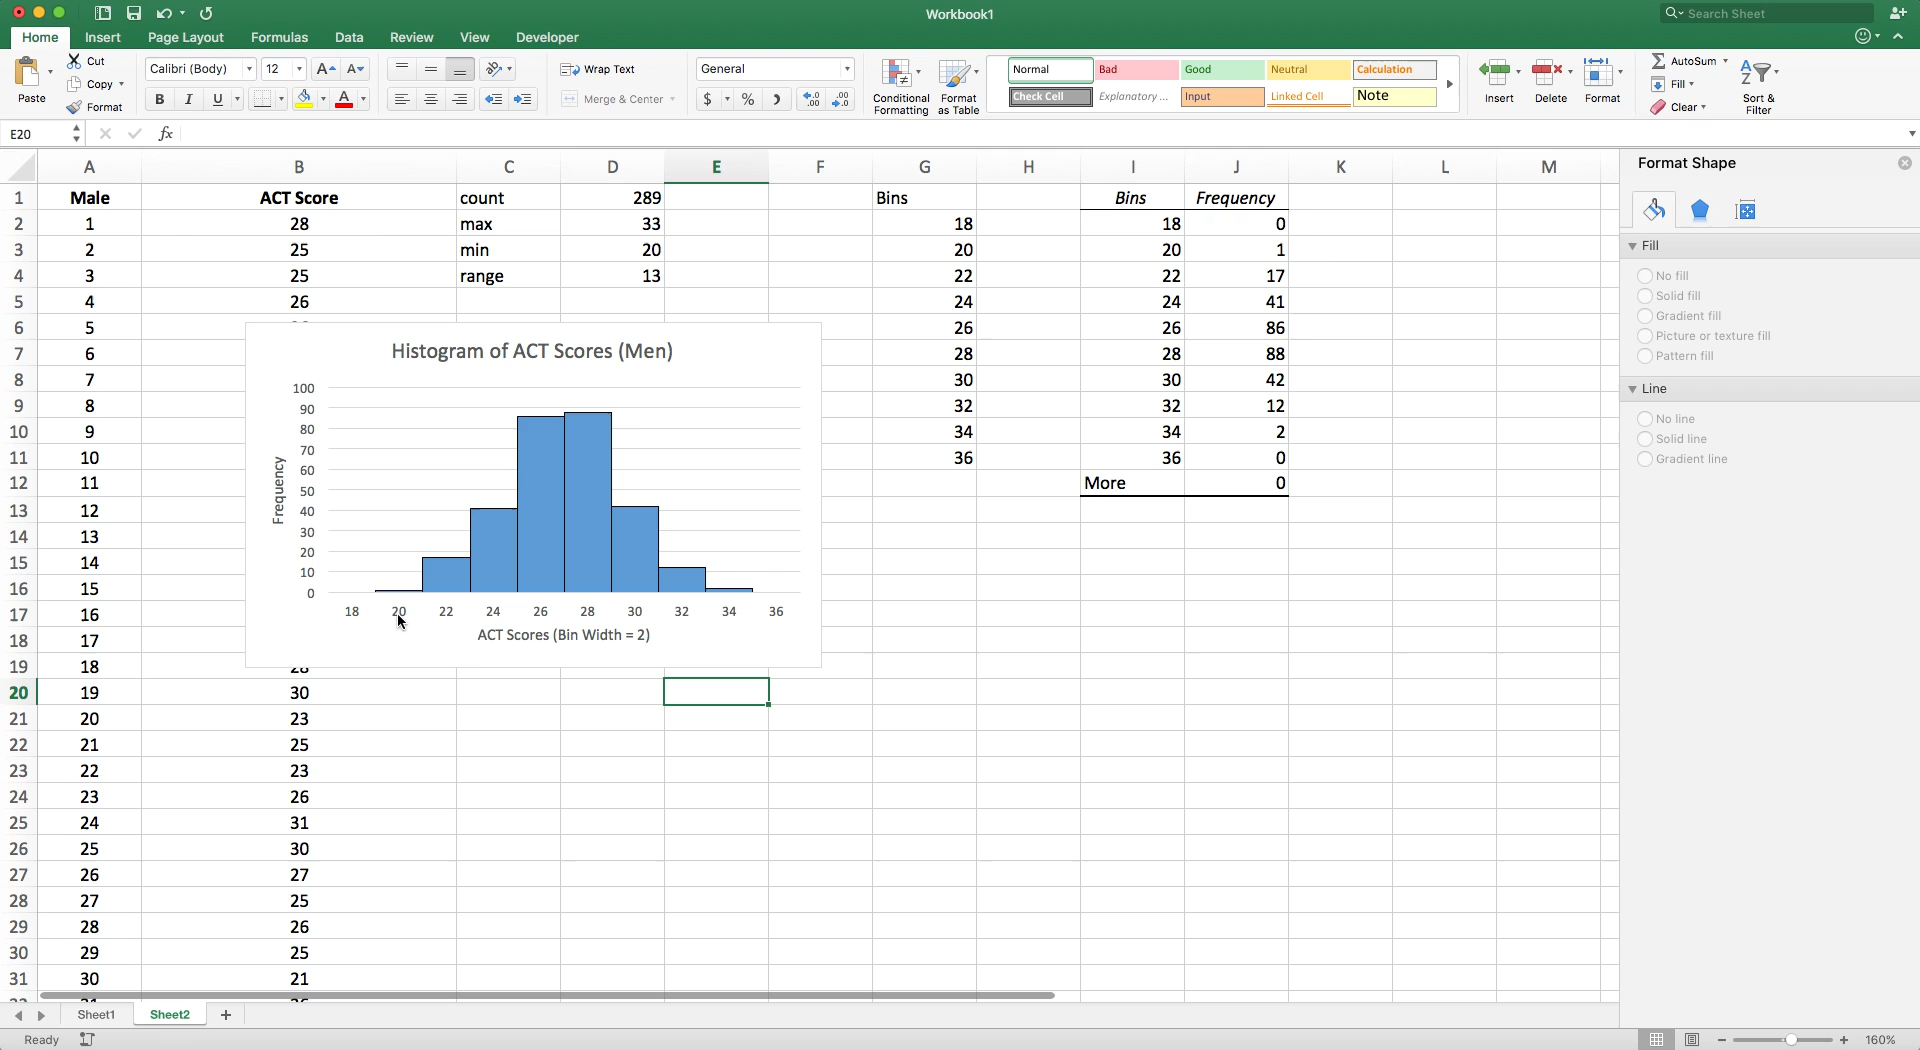 Workbook1
Search Sheet
Home Insert Page Layout Formulas Data Review View Developer
Paste
Cut
Copy
Format
Calibri (Body) 12
B I U
Wrap Text
Merge & Center
General
$ %
Conditional Formatting
Format as Table
Normal Bad Good Neutral Calculation
Check Cell Explanatory ... Input Linked Cell Note
Insert
Delete
Format
AutoSum
Fill
Clear
Sort & Filter
E20 fx
A B C D E F G H I J K L M
1 Male ACT Score count 289 Bins Bins Frequency
2 1 28 max 33 18 18 0
3 2 25 min 20 20 20 1
4 3 25 range 13 22 22 17
5 4 26 24 24 41
6 5 26 26 86
7 6 28 28 88
8 7 30 30 42
9 8 32 32 12
10 9 34 34 2
11 10 36 36 0
12 11 More 0
13 12
14 13
15 14
16 15
17 16
18 17
19 18
20 19 30
21 20 23
22 21 25
23 22 23
24 23 26
25 24 31
26 25 30
27 26 27
28 27 25
29 28 26
30 29 25
31 30 21
Histogram of ACT Scores (Men)
Frequency
100
90
80
70
60
50
40
30
20
10
0
18 20 22 24 26 28 30 32 34 36
ACT Scores (Bin Width = 2)
Format Shape
Fill
No fill
Solid fill
Gradient fill
Picture or texture fill
Pattern fill
Line
No line
Solid line
Gradient line
Sheet1 Sheet2 +
Ready
160%